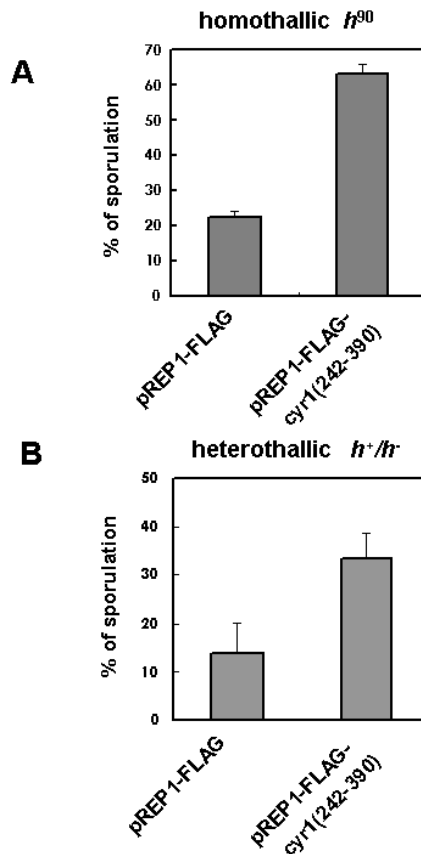 homothallic h⁹⁰
A
70
60
50
40
30
20
10
0
% of sporulation
pREP1-FLAG
pREP1-FLAG-
cyr1(242-390)
B
heterothallic h⁺/h⁻
50
40
30
20
10
0
% of sporulation
pREP1-FLAG
pREP1-FLAG-
cyr1(242-390)